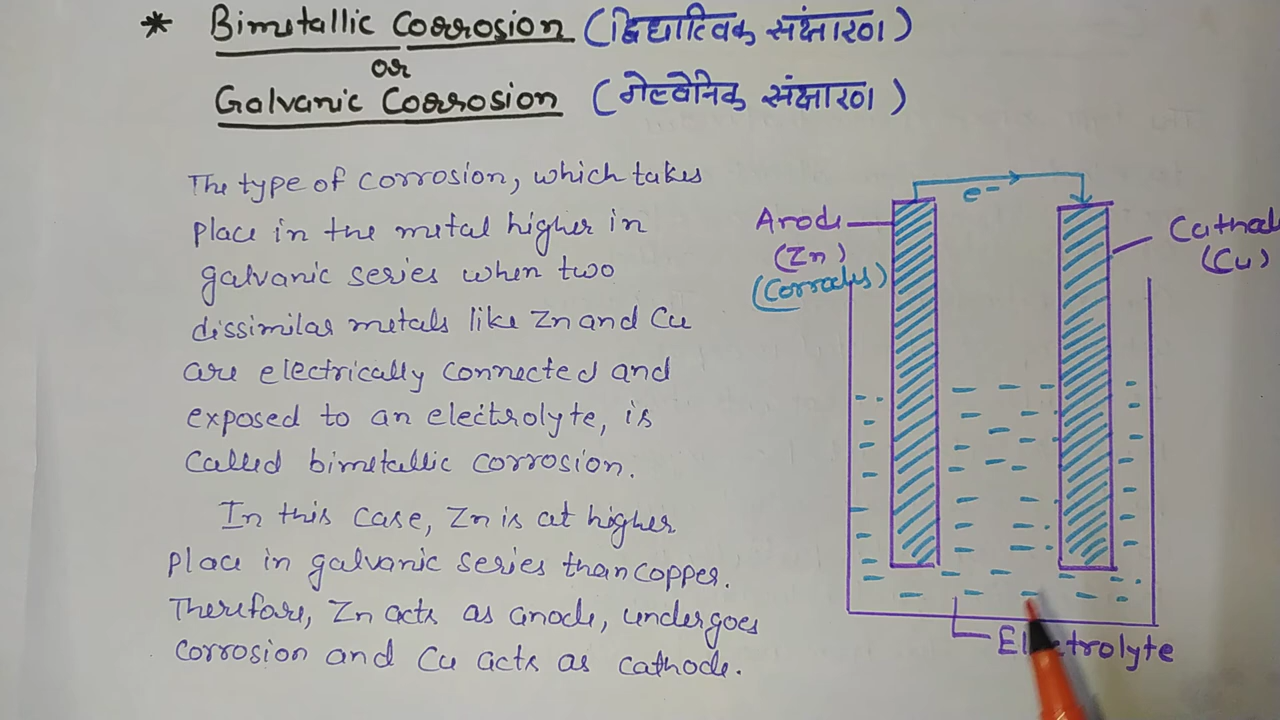 * Bimetallic Corrosion (द्विधात्विक संक्षारण)
or
Galvanic Corrosion (गेल्वेनिक संक्षारण)
The type of corrosion, which takes
place in the metal higher in
galvanic series when two
dissimilar metals like Zn and Cu
are electrically connected and
exposed to an electrolyte, is
called bimetallic corrosion.
In this case, Zn is at higher
place in galvanic series than copper.
Therefore, Zn acts as anode, undergoes
corrosion and Cu acts as cathode.
e-
Anode
(Zn)
(Corrodes)
Cathod
(Cu)
Electrolyte